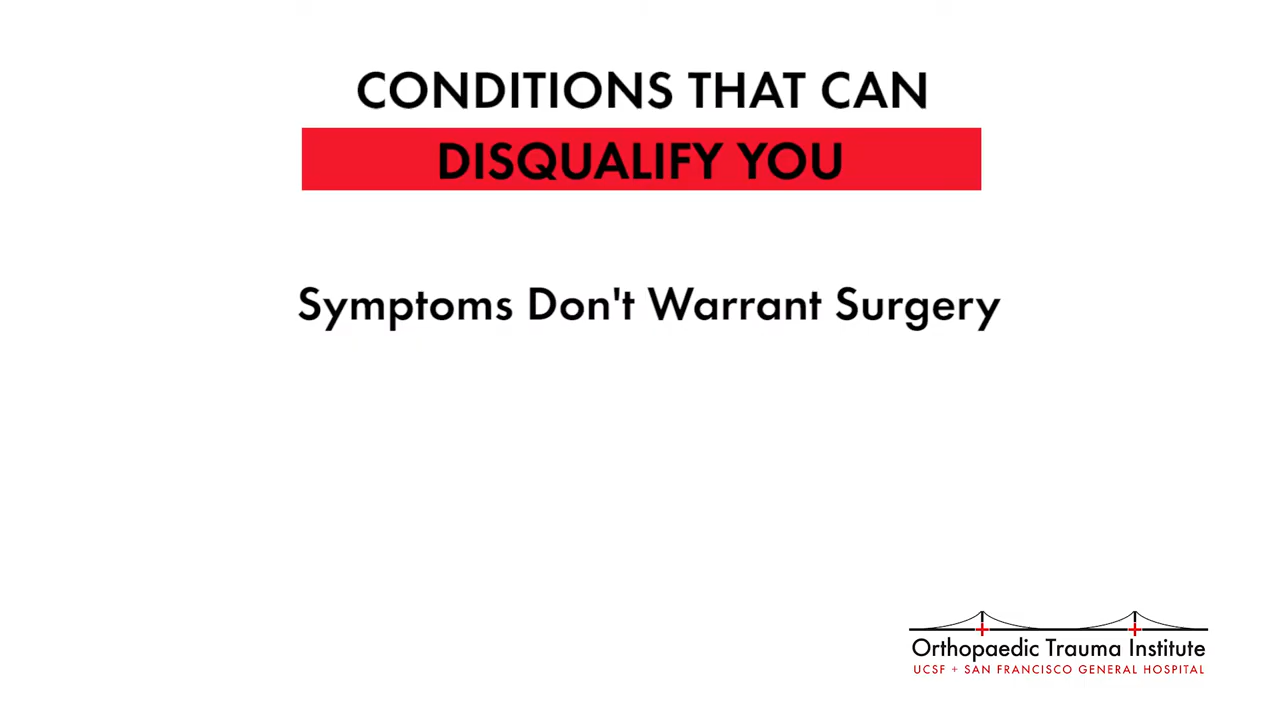 CONDITIONS THAT CAN
DISQUALIFY YOU
Symptoms Don't Warrant Surgery
Orthopaedic Trauma Institute
UCSF + SAN FRANCISCO GENERAL HOSPITAL